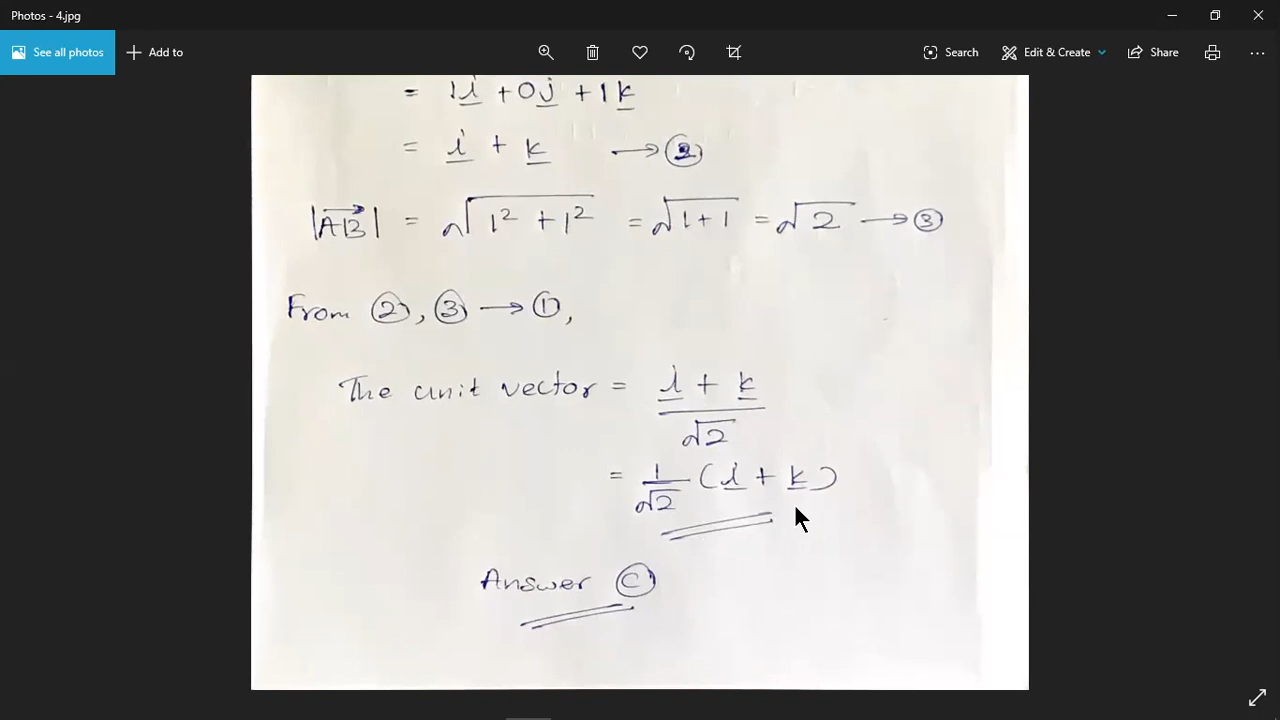 Photos - 4.jpg
See all photos
Add to
Search
Edit & Create
Share
= 1i + 0j + 1k
= i + k → ②
|AB| = √1² + 1² = √1+1 = √2 → ③
From ②, ③ → ①,
The unit vector = i + k
√2
= 1/√2 (i + k)
Answer Ⓒ